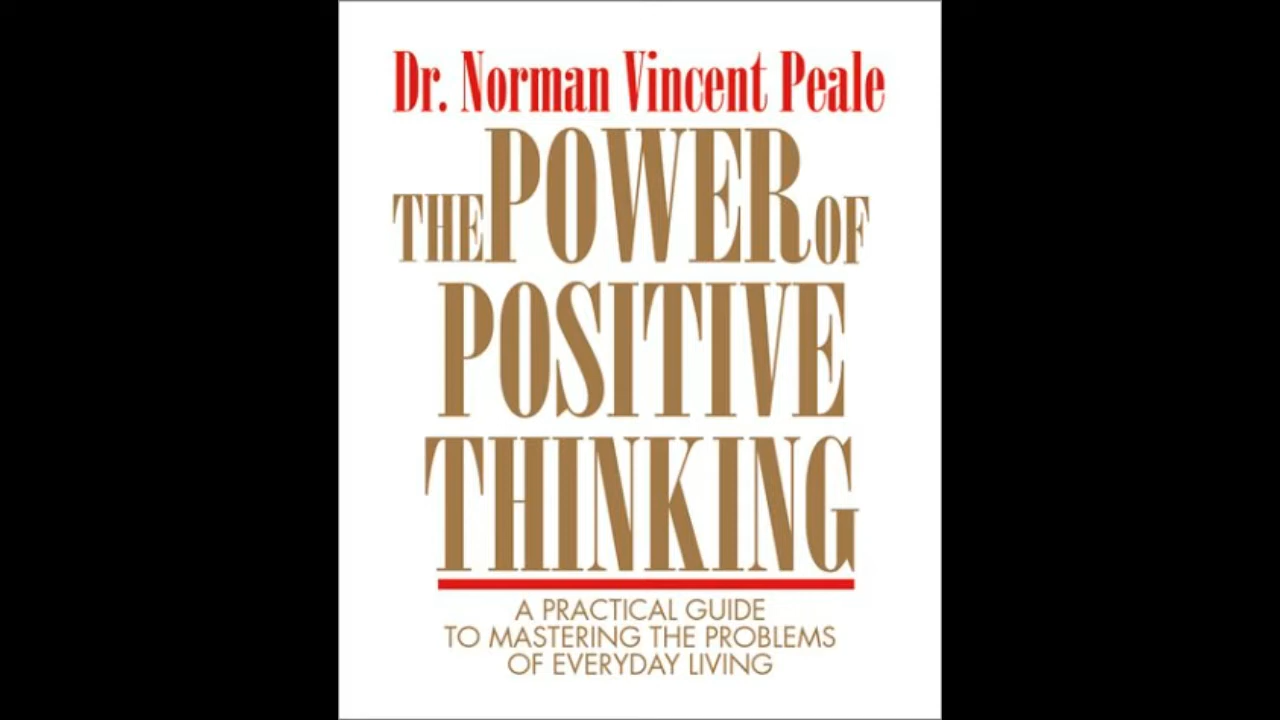 Dr. Norman Vincent Peale
THE POWER OF
POSITIVE
THINKING
A PRACTICAL GUIDE
TO MASTERING THE PROBLEMS
OF EVERYDAY LIVING